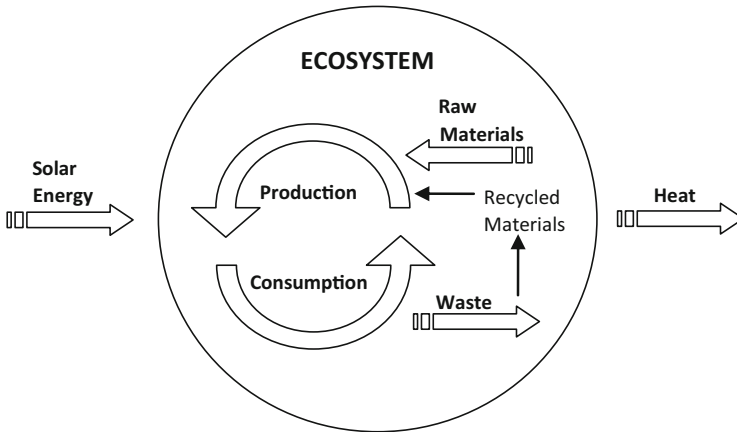 ECOSYSTEM
Raw
Materials
Solar
Energy
Production
Recycled
Materials
Heat
Consumption
Waste